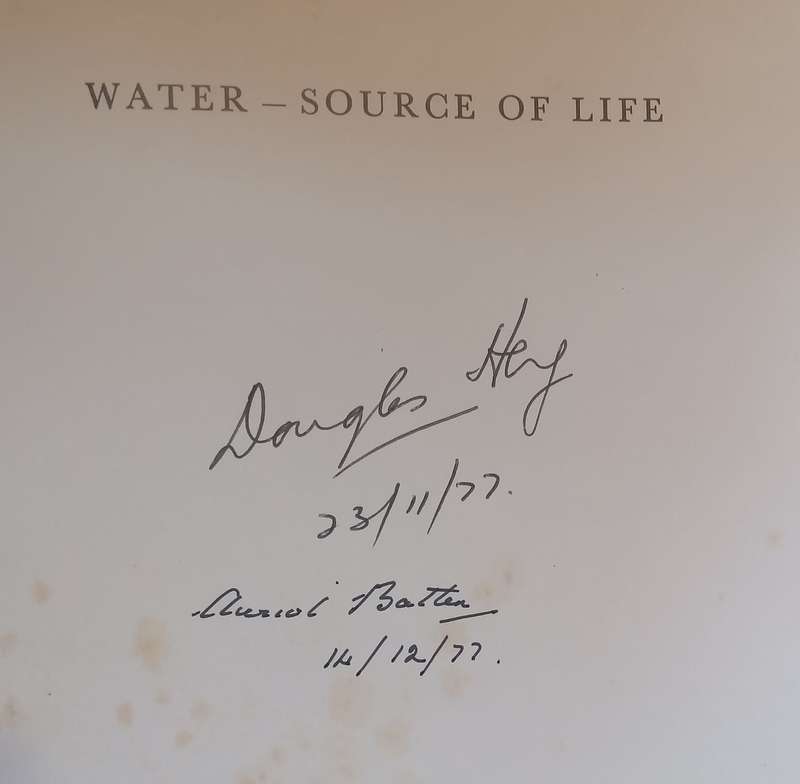 WATER – SOURCE OF LIFE
Douglas Hey
23/11/77.
Auriol Batten
14/12/77.